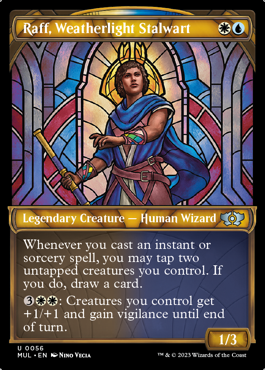 Raff, Weatherlight Stalwart
Legendary Creature — Human Wizard
Whenever you cast an instant or
sorcery spell, you may tap two
untapped creatures you control. If
you do, draw a card.
3WW: Creatures you control get
+1/+1 and gain vigilance until end
of turn.
1/3
U 0056
MUL • EN Nino Vecia
™ & © 2023 Wizards of the Coast